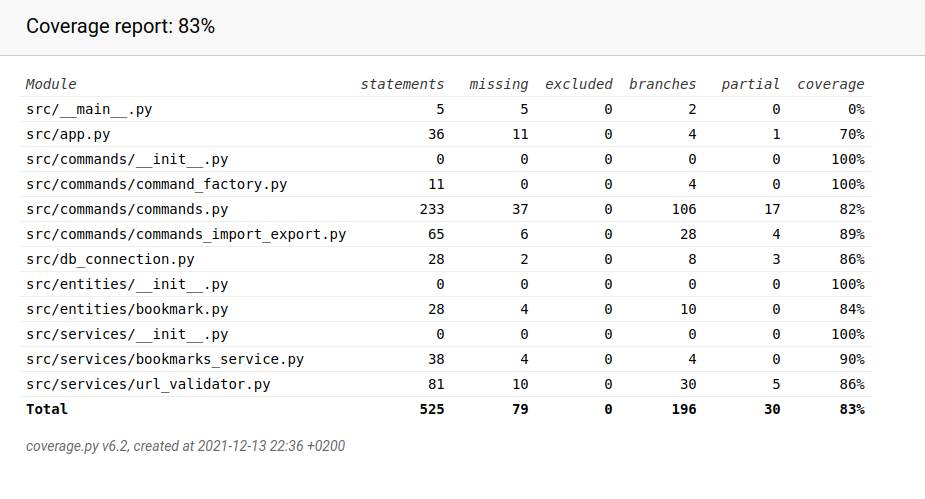 Coverage report: 83%
Module statements missing excluded branches partial coverage
src/__main__.py 5 5 0 2 0 0%
src/app.py 36 11 0 4 1 70%
src/commands/__init__.py 0 0 0 0 0 100%
src/commands/command_factory.py 11 0 0 4 0 100%
src/commands/commands.py 233 37 0 106 17 82%
src/commands/commands_import_export.py 65 6 0 28 4 89%
src/db_connection.py 28 2 0 8 3 86%
src/entities/__init__.py 0 0 0 0 0 100%
src/entities/bookmark.py 28 4 0 10 0 84%
src/services/__init__.py 0 0 0 0 0 100%
src/services/bookmarks_service.py 38 4 0 4 0 90%
src/services/url_validator.py 81 10 0 30 5 86%
Total 525 79 0 196 30 83%
coverage.py v6.2, created at 2021-12-13 22:36 +0200